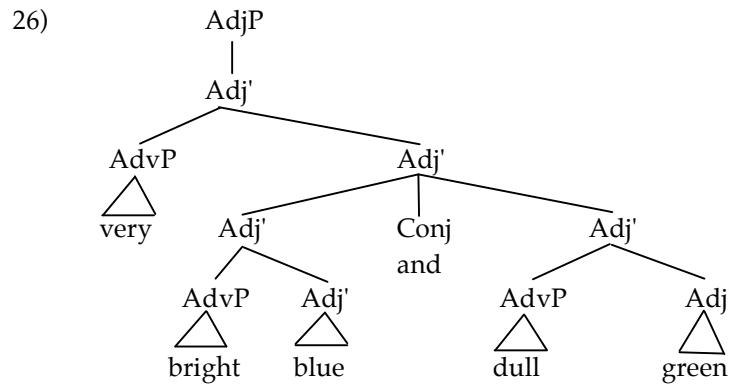 26) AdjP
Adj'
AdvP Adj'
very Adj' Conj Adj'
and
AdvP Adj' AdvP Adj
bright blue dull green